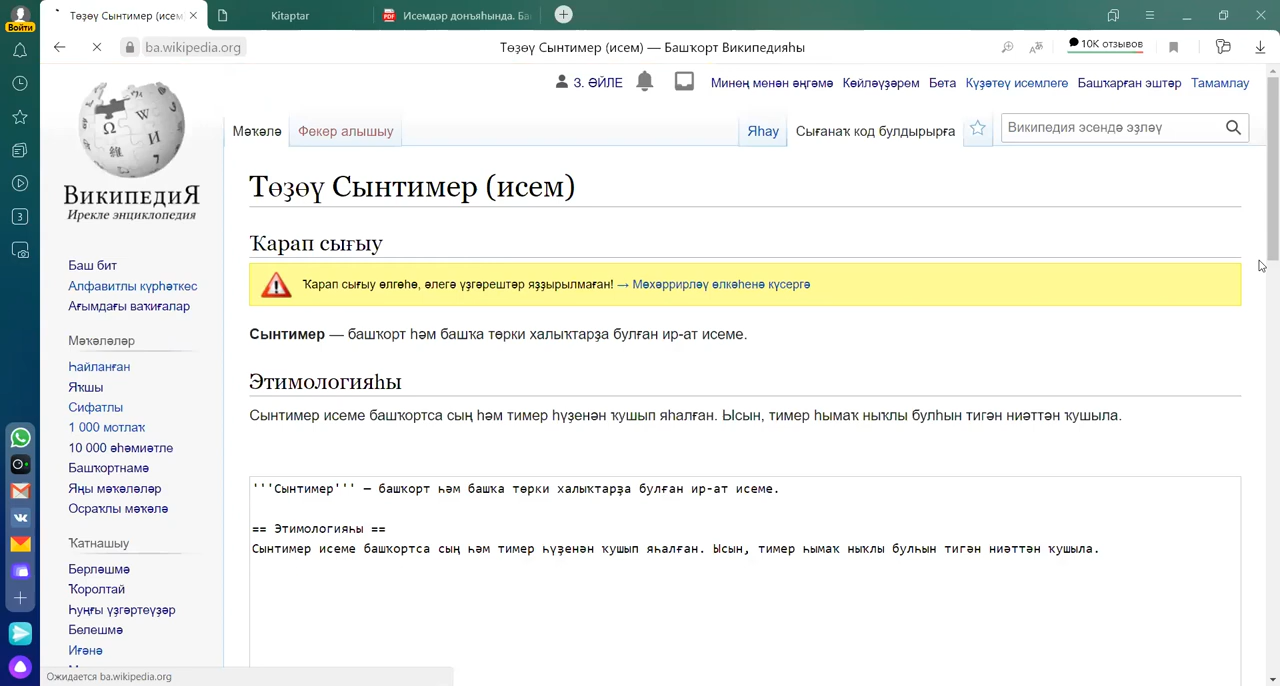 Төҙөү Сынтимер (исем
Kitaptar
PDF Исемдәр донъяһында. Ба
Войти
ba.wikipedia.org
Төҙөү Сынтимер (исем) — Башҡорт Википедияһы
10K отзывов
З. ӘЙЛЕ
Минең менән әңгәмә Көйләүҙәрем Бета Күҙәтеү исемлеге Башҡарған эштәр Тамамлау
Мәҡәлә Фекер алышыу Яһау Сығанаҡ код булдырырға Википедия эсендә эҙләү
ВикипедиЯ
Ирекле энциклопедия
Төҙөү Сынтимер (исем)
Ҡарап сығыу
Ҡарап сығыу өлгөһө, әлегә үҙгәрештәр яҙҙырылмаған! → Мөхәррирләү өлкәһенә күсергә
Сынтимер — башҡорт һәм башҡа төрки халыҡтарҙа булған ир-ат исеме.
Этимологияһы
Сынтимер исеме башҡортса сың һәм тимер һүҙенән ҡушып яһалған. Ысын, тимер һымаҡ ныҡлы булһын тигән ниәттән ҡушыла.
'''Сынтимер''' — башҡорт һәм башҡа төрки халыҡтарҙа булған ир-ат исеме.
== Этимологияһы ==
Сынтимер исеме башҡортса сың һәм тимер һүҙенән ҡушып яһалған. Ысын, тимер һымаҡ ныҡлы булһын тигән ниәттән ҡушыла.
Баш бит
Алфавитлы күрһәткес
Ағымдағы ваҡиғалар
Мәҡәләләр
Һайланған
Яҡшы
Сифатлы
1 000 мотлаҡ
10 000 әһәмиәтле
Башҡортнамә
Яңы мәҡәләләр
Осраҡлы мәҡәлә
Ҡатнашыу
Берләшмә
Ҡоролтай
Һуңғы үҙгәртеүҙәр
Белешмә
Иғәнә
Ожидается ba.wikipedia.org